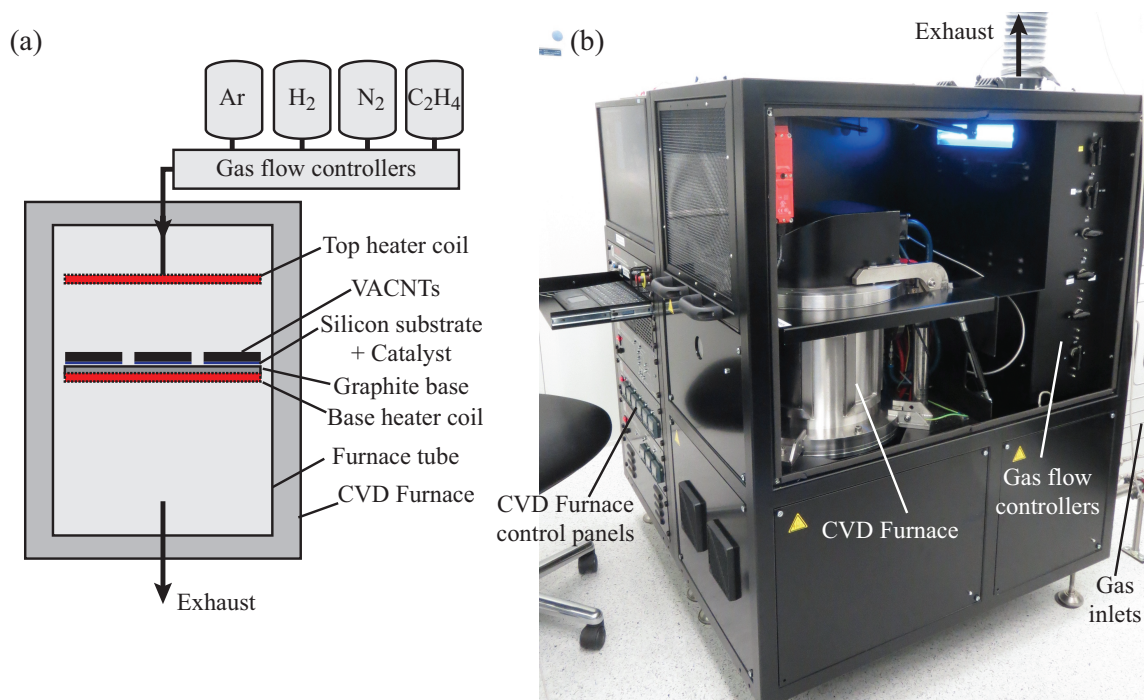 (a)
Ar
H₂
N₂
C₂H₄
Gas flow controllers
Top heater coil
VACNTs
Silicon substrate
+ Catalyst
Graphite base
Base heater coil
Furnace tube
CVD Furnace
Exhaust
(b)
Exhaust
CVD Furnace
control panels
CVD Furnace
Gas flow
controllers
Gas
inlets